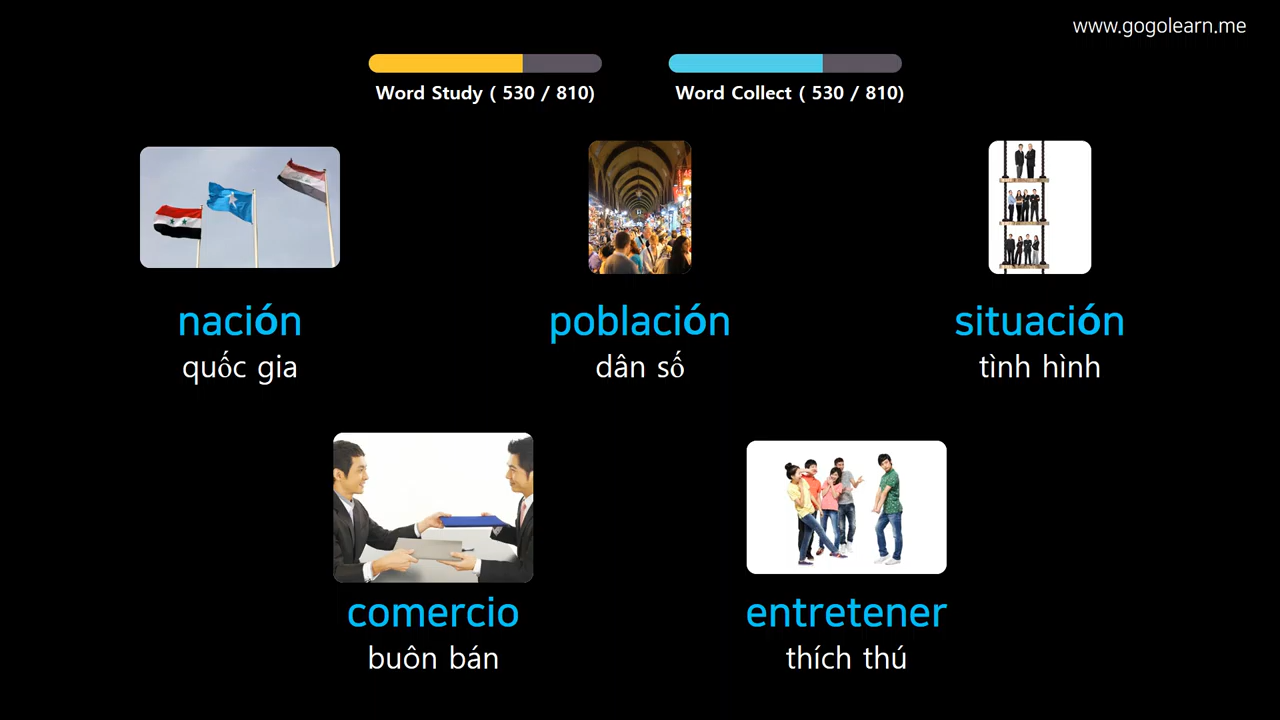 www.gogolearn.me
Word Study ( 530 / 810)
Word Collect ( 530 / 810)
nación
población
situación
quốc gia
dân số
tình hình
comercio
entretener
buôn bán
thích thú